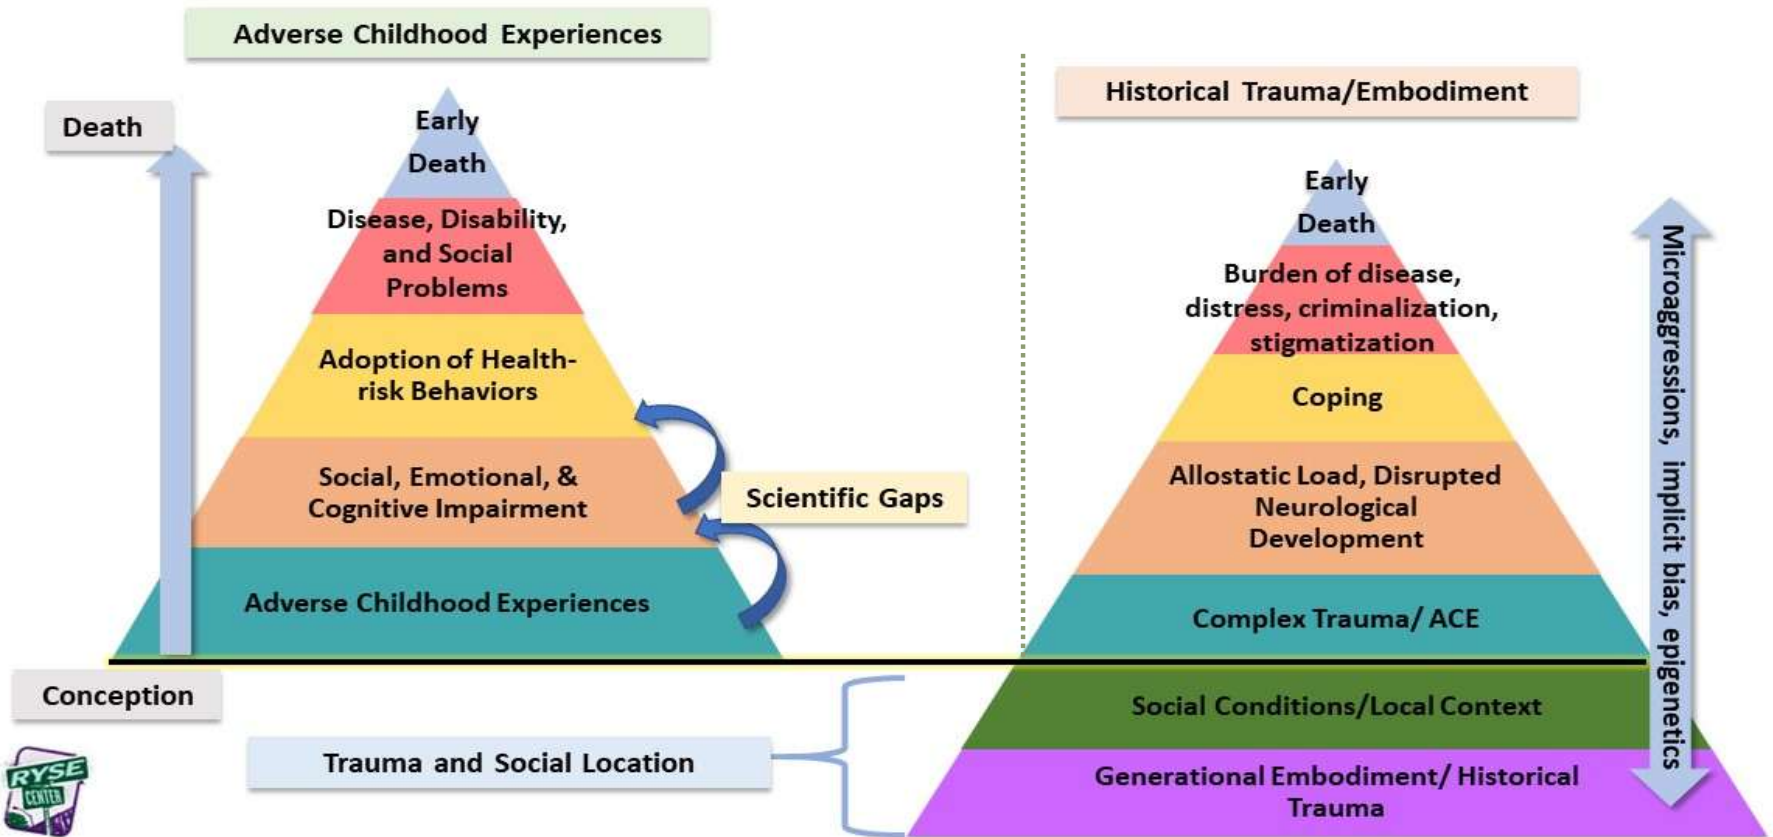 Adverse Childhood Experiences
Death
Early
Death
Disease, Disability,
and Social
Problems
Adoption of Health-
risk Behaviors
Social, Emotional, &
Cognitive Impairment
Adverse Childhood Experiences
Scientific Gaps
Conception
Trauma and Social Location
RYSE
CENTER
Historical Trauma/Embodiment
Early
Death
Burden of disease,
distress, criminalization,
stigmatization
Coping
Allostatic Load, Disrupted
Neurological
Development
Complex Trauma/ ACE
Social Conditions/Local Context
Generational Embodiment/ Historical
Trauma
Microaggressions, implicit bias, epigenetics